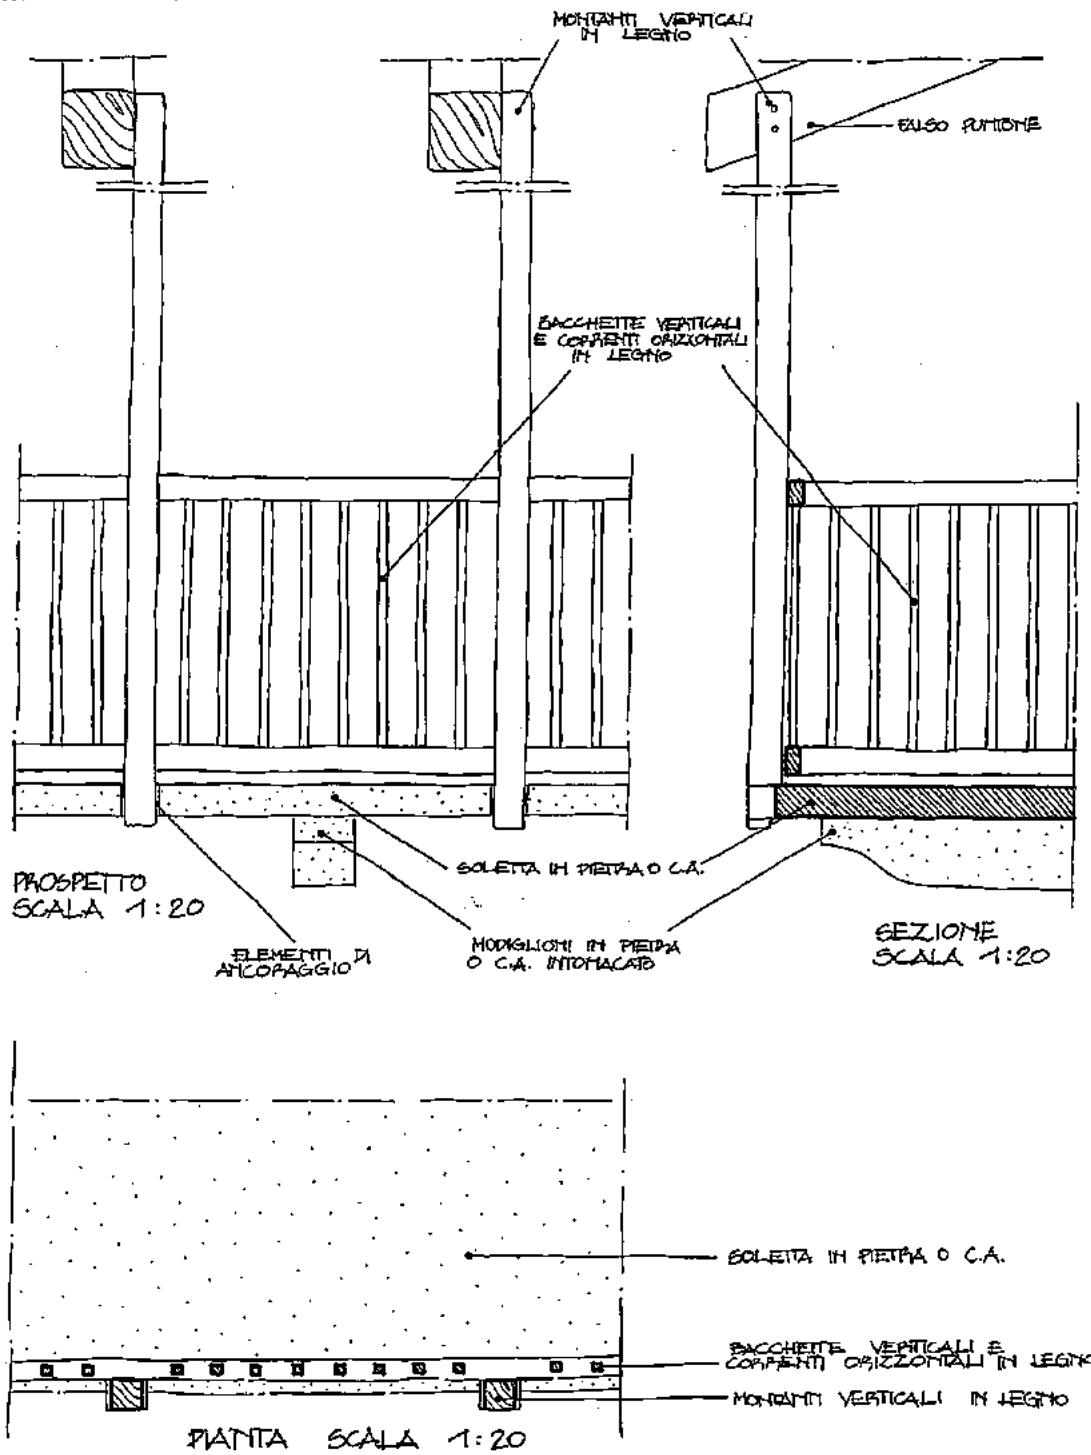 MONTANTI VERTICALI
IN LEGNO
FALSO PUNTONE
BACCHETTE VERTICALI
E CORRENTI ORIZZONTALI
IN LEGNO
SOLETTA IN PIETRA O C.A.
PROSPETTO
SCALA 1:20
ELEMENTI DI
ANCORAGGIO
MODIGLIONI IN PIETRA
O C.A. INTONACATO
SEZIONE
SCALA 1:20
SOLETTA IN PIETRA O C.A.
BACCHETTE VERTICALI E
CORRENTI ORIZZONTALI IN LEGNO
MONTANTI VERTICALI IN LEGNO
PIANTA SCALA 1:20